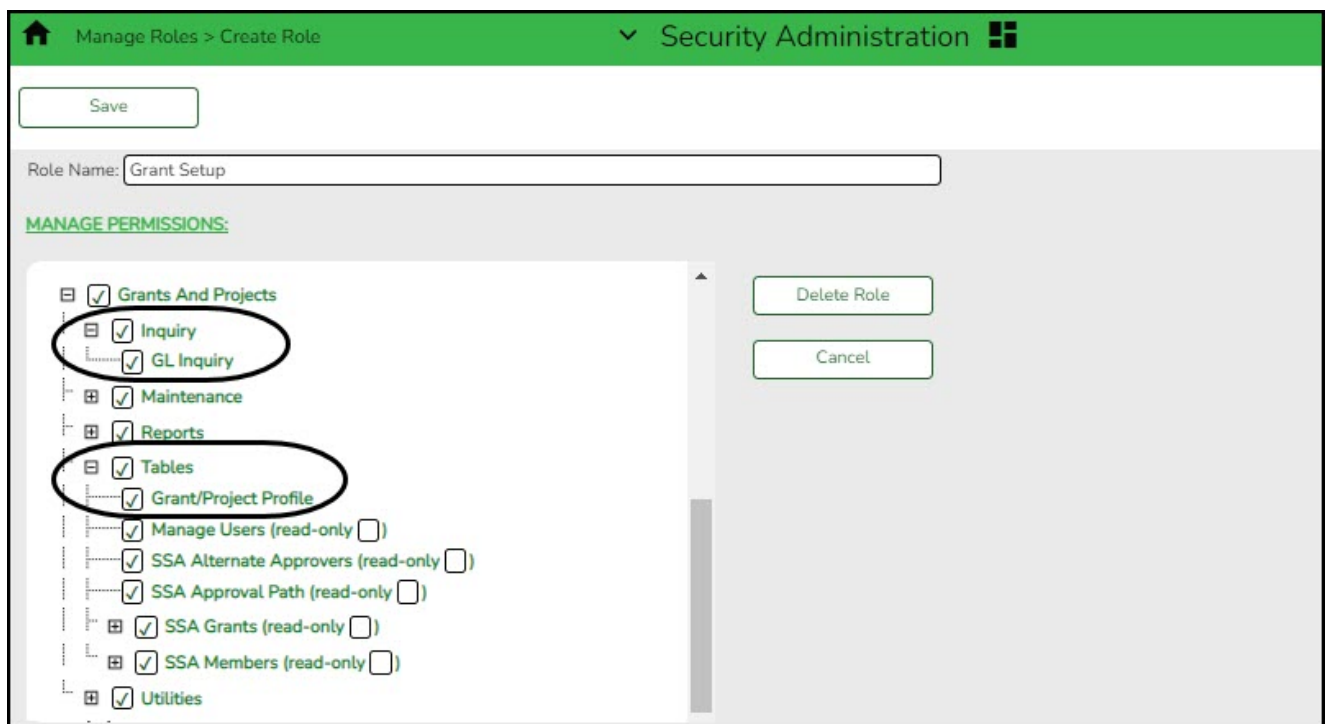 Manage Roles > Create Role
Security Administration
Save
Role Name: Grant Setup
MANAGE PERMISSIONS:
Grants And Projects
Delete Role
Inquiry
GL Inquiry
Cancel
Maintenance
Reports
Tables
Grant/Project Profile
Manage Users (read-only )
SSA Alternate Approvers (read-only )
SSA Approval Path (read-only )
SSA Grants (read-only )
SSA Members (read-only )
Utilities